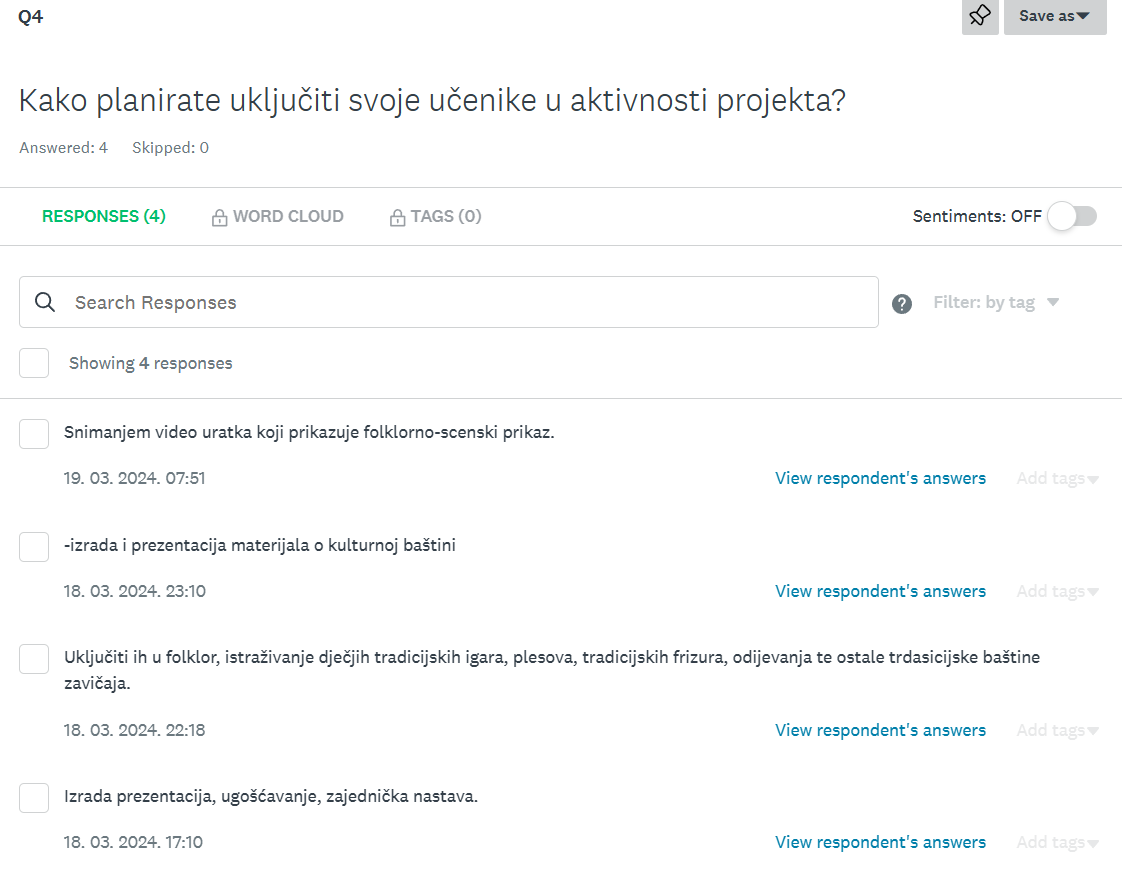 Q4
Save as
Kako planirate uključiti svoje učenike u aktivnosti projekta?
Answered: 4 Skipped: 0
RESPONSES (4) WORD CLOUD TAGS (0) Sentiments: OFF
Search Responses ? Filter: by tag
Showing 4 responses
Snimanjem video uratka koji prikazuje folklorno-scenski prikaz.
19. 03. 2024. 07:51 View respondent's answers Add tags
-izrada i prezentacija materijala o kulturnoj baštini
18. 03. 2024. 23:10 View respondent's answers Add tags
Uključiti ih u folklor, istraživanje dječjih tradicijskih igara, plesova, tradicijskih frizura, odijevanja te ostale trdasicijske baštine
zavičaja.
18. 03. 2024. 22:18 View respondent's answers Add tags
Izrada prezentacija, ugošćavanje, zajednička nastava.
18. 03. 2024. 17:10 View respondent's answers Add tags